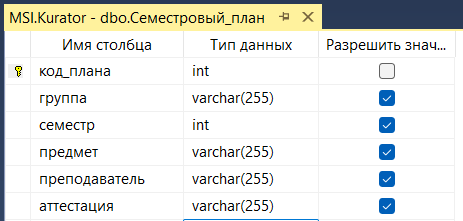 MSI.Kurator - dbo.Семестровый_план
Имя столбца Тип данных Разрешить знач...
код_плана int
группа varchar(255)
семестр int
предмет varchar(255)
преподаватель varchar(255)
аттестация varchar(255)